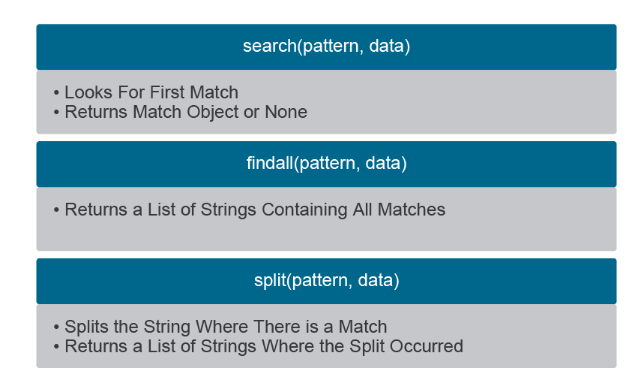 search(pattern, data)
• Looks For First Match
• Returns Match Object or None
findall(pattern, data)
• Returns a List of Strings Containing All Matches
split(pattern, data)
• Splits the String Where There is a Match
• Returns a List of Strings Where the Split Occurred